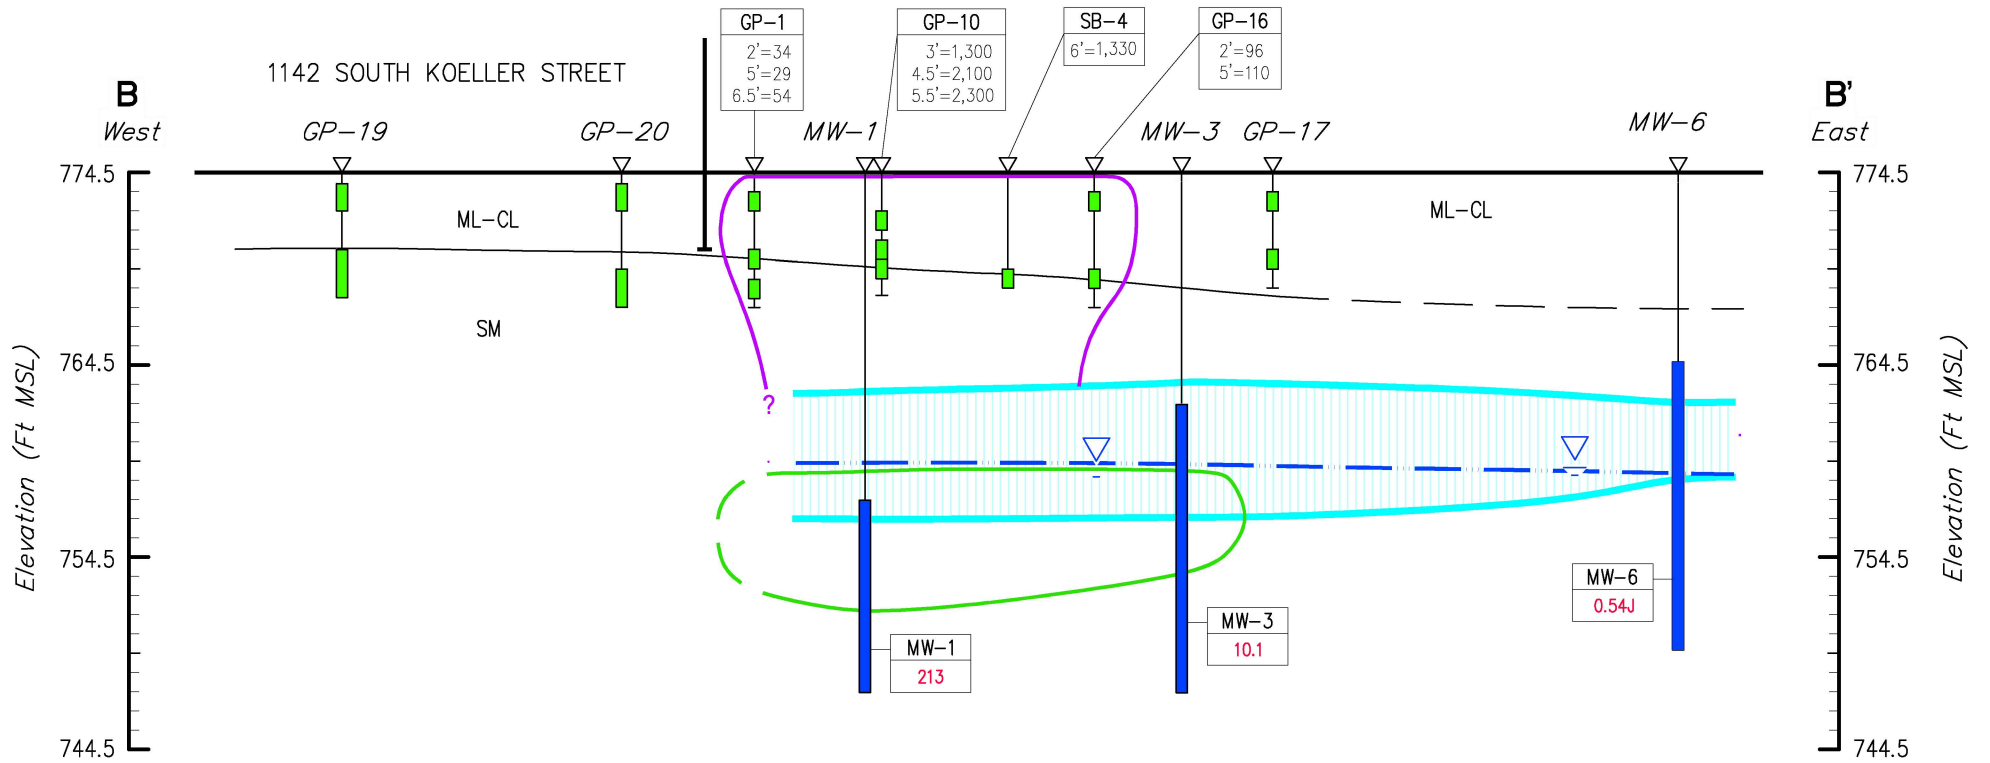 GP-1
2'=34
5'=29
6.5'=54
GP-10
3'=1,300
4.5'=2,100
5.5'=2,300
SB-4
6'=1,330
GP-16
2'=96
5'=110
1142 SOUTH KOELLER STREET
B
West
GP-19
GP-20
MW-1
MW-3
GP-17
MW-6
B'
East
774.5
774.5
ML-CL
ML-CL
SM
764.5
764.5
?
Elevation (Ft MSL)
Elevation (Ft MSL)
754.5
754.5
MW-6
0.54J
MW-3
10.1
MW-1
213
744.5
744.5